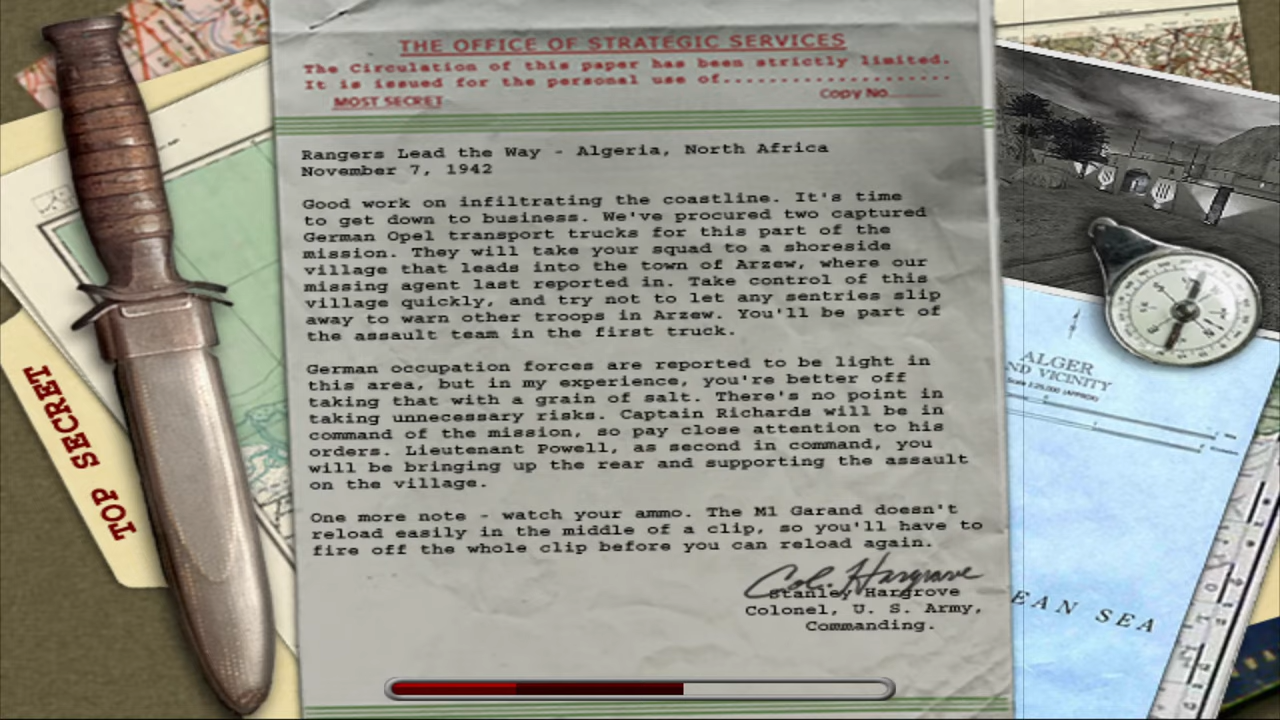 THE OFFICE OF STRATEGIC SERVICES
The Circulation of this paper has been strictly limited.
It is issued for the personal use of.....................
MOST SECRET
Copy No.........
Rangers Lead the Way - Algeria, North Africa
November 7, 1942
Good work on infiltrating the coastline. It's time
to get down to business. We've procured two captured
German Opel transport trucks for this part of the
mission. They will take your squad to a shoreside
village that leads into the town of Arzew, where our
missing agent last reported in. Take control of this
village quickly, and try not to let any sentries slip
away to warn other troops in Arzew. You'll be part of
the assault team in the first truck.
German occupation forces are reported to be light in
this area, but in my experience, you're better off
taking that with a grain of salt. There's no point in
taking unnecessary risks. Captain Richards will be in
command of the mission, so pay close attention to his
orders. Lieutenant Powell, as second in command, you
will be bringing up the rear and supporting the assault
on the village.
One more note - watch your ammo. The M1 Garand doesn't
reload easily in the middle of a clip, so you'll have to
fire off the whole clip before you can reload again.
Col. Hargrove
Stanley Hargrove
Colonel, U. S. Army,
Commanding.
TOP SECRET
ALGER
ND VICINITY
EAN SEA